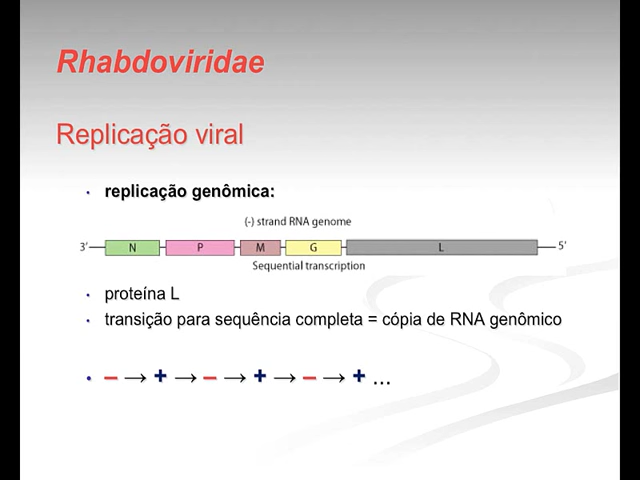 Rhabdoviridae
Replicação viral
• replicação genômica:
(-) strand RNA genome
3' N P M G L 5'
Sequential transcription
• proteína L
• transição para sequência completa = cópia de RNA genômico
• – → + → – → + → – → + ...